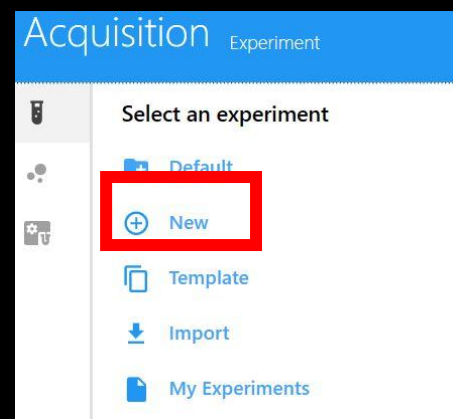 Acquisition Experiment
Select an experiment
Default
New
Template
Import
My Experiments